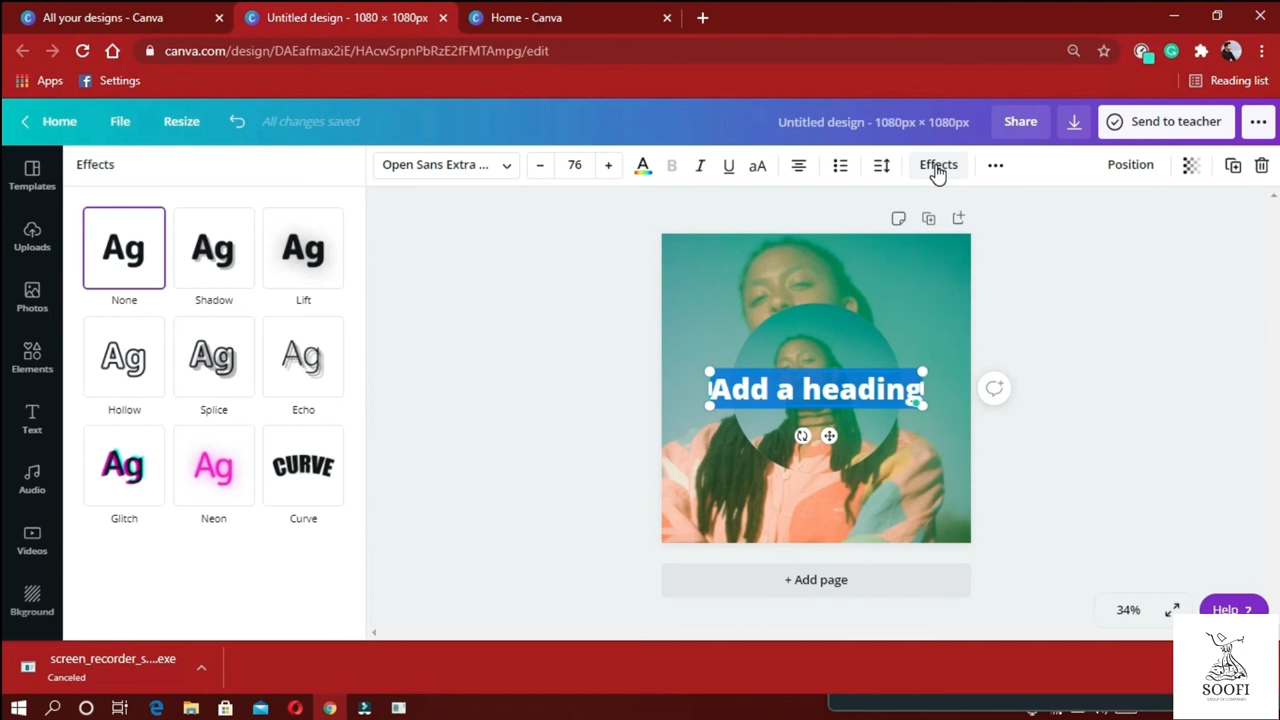 All your designs - Canva
Untitled design - 1080 × 1080px
Home - Canva
canva.com/design/DAEafmax2iE/HAcwSrpnPbRzE2fFMTAmpg/edit
Apps
Settings
Reading list
Home
File
Resize
All changes saved
Untitled design - 1080px × 1080px
Share
Send to teacher
Effects
Open Sans Extra ...
76
A
B
I
U
aA
Effects
Position
Templates
Uploads
Photos
Elements
Text
Audio
Videos
Bkground
Ag
Ag
Ag
None
Shadow
Lift
Ag
Ag
Ag
Hollow
Splice
Echo
Ag
Ag
CURVE
Glitch
Neon
Curve
Add a heading
+ Add page
34%
Help ?
screen_recorder_s....exe
Canceled
SOOFI
GROUP OF COMPANIES